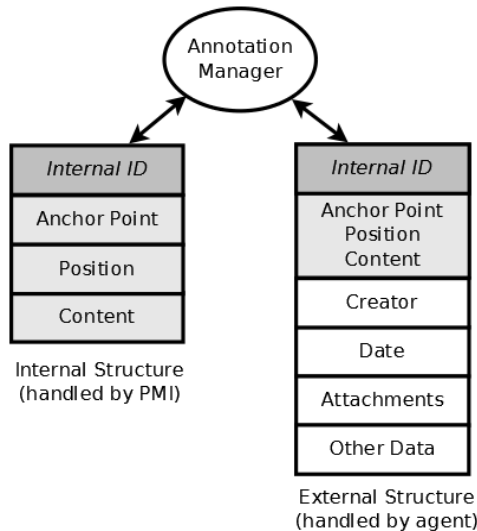 Annotation
Manager
Internal ID
Anchor Point
Position
Content
Internal Structure
(handled by PMI)
Internal ID
Anchor Point
Position
Content
Creator
Date
Attachments
Other Data
External Structure
(handled by agent)